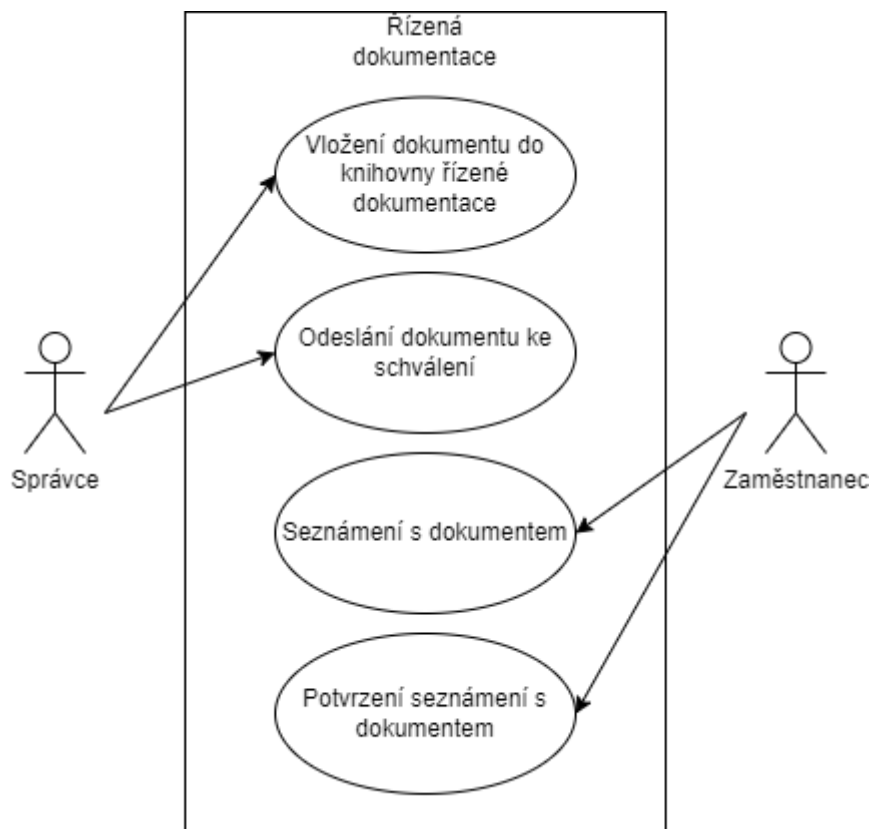 Řízená
dokumentace
Vložení dokumentu do
knihovny řízené
dokumentace
Odeslání dokumentu ke
schválení
Správce
Zaměstnanec
Seznámení s dokumentem
Potvrzení seznámení s
dokumentem